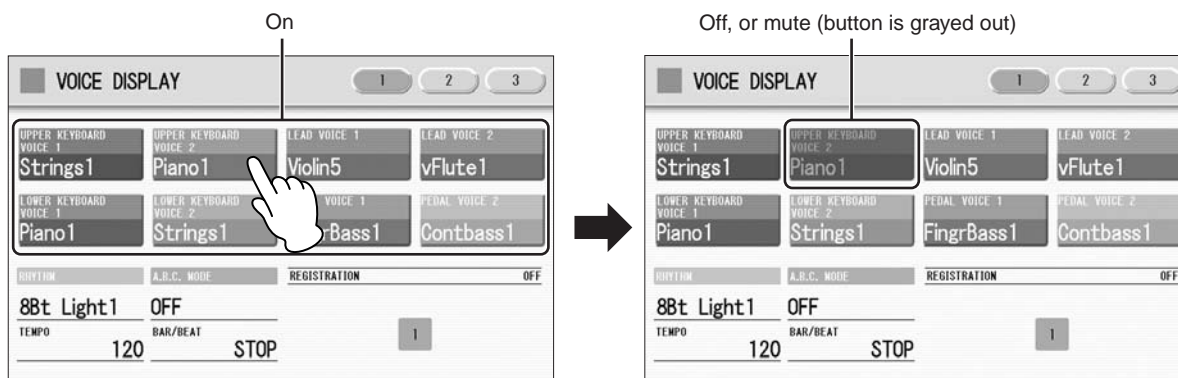 On
Off, or mute (button is grayed out)
VOICE DISPLAY
1 2 3
UPPER KEYBOARD VOICE 1
Strings1
UPPER KEYBOARD VOICE 2
Piano1
LEAD VOICE 1
Violin5
LEAD VOICE 2
vFlute1
LOWER KEYBOARD VOICE 1
Piano1
LOWER KEYBOARD VOICE 2
Strings1
VOICE 1
rBass1
PEDAL VOICE 2
Contbass1
RHYTHM
8Bt Light1
A.B.C. MODE
OFF
REGISTRATION OFF
TEMPO
120
BAR/BEAT
STOP
1
VOICE DISPLAY
1 2 3
UPPER KEYBOARD VOICE 1
Strings1
UPPER KEYBOARD VOICE 2
Piano1
LEAD VOICE 1
Violin5
LEAD VOICE 2
vFlute1
LOWER KEYBOARD VOICE 1
Piano1
LOWER KEYBOARD VOICE 2
Strings1
PEDAL VOICE 1
FingrBass1
PEDAL VOICE 2
Contbass1
RHYTHM
8Bt Light1
A.B.C. MODE
OFF
REGISTRATION OFF
TEMPO
120
BAR/BEAT
STOP
1